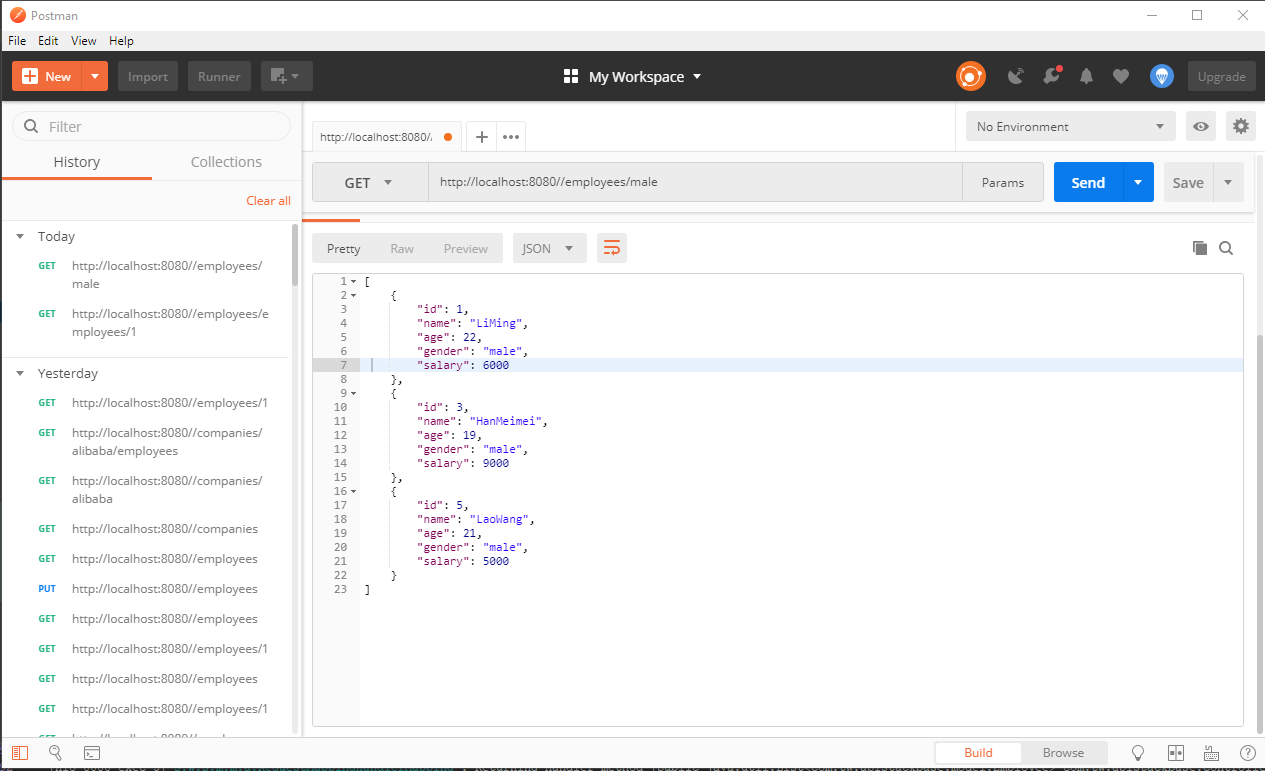 Postman
File Edit View Help
New Import Runner My Workspace Upgrade
Filter
History Collections
Clear all
Today
GET http://localhost:8080//employees/
male
GET http://localhost:8080//employees/e
mployees/1
Yesterday
GET http://localhost:8080//employees/1
GET http://localhost:8080//companies/
alibaba/employees
GET http://localhost:8080//companies/
alibaba
GET http://localhost:8080//companies
GET http://localhost:8080//employees
PUT http://localhost:8080//employees
GET http://localhost:8080//employees
GET http://localhost:8080//employees/1
GET http://localhost:8080//employees
GET http://localhost:8080//employees/1
http://localhost:8080/ + •••
No Environment
GET http://localhost:8080//employees/male Params Send Save
Pretty Raw Preview JSON
1 [
2 {
3 "id": 1,
4 "name": "LiMing",
5 "age": 22,
6 "gender": "male",
7 "salary": 6000
8 },
9 {
10 "id": 3,
11 "name": "HanMeimei",
12 "age": 19,
13 "gender": "male",
14 "salary": 9000
15 },
16 {
17 "id": 5,
18 "name": "LaoWang",
19 "age": 21,
20 "gender": "male",
21 "salary": 5000
22 }
23 ]
Build Browse